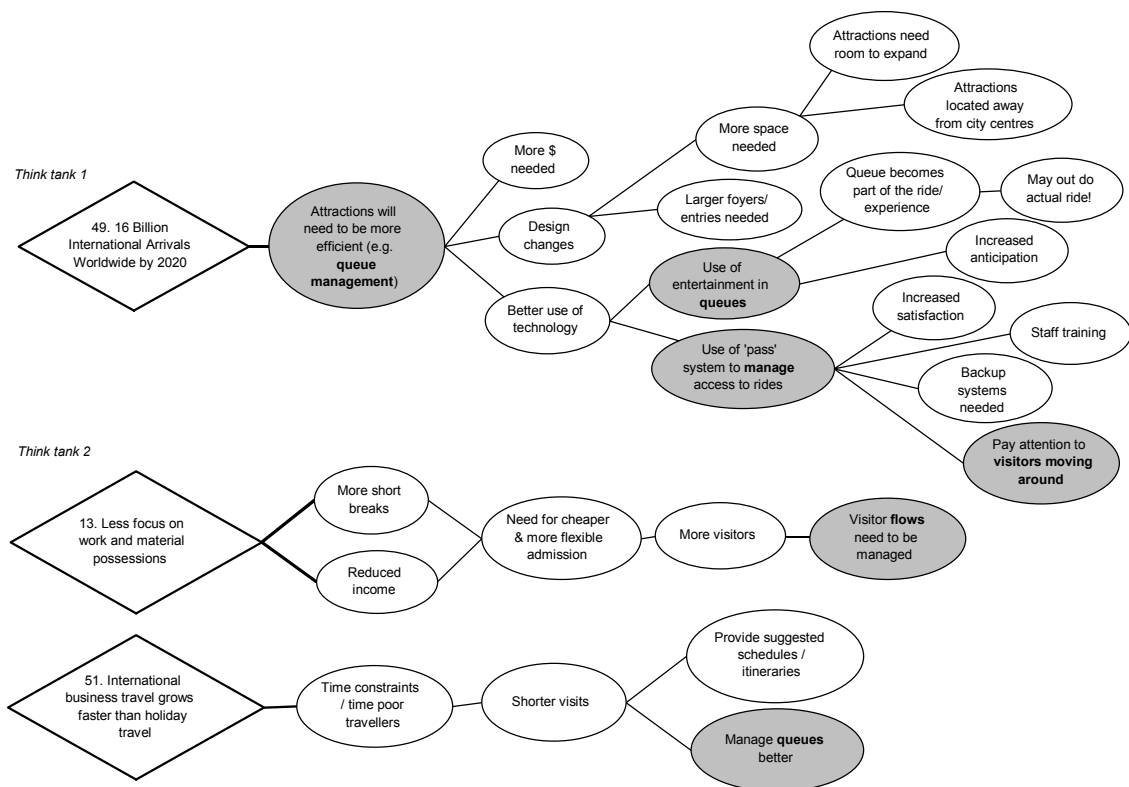 Think tank 1
49. 16 Billion
International Arrivals
Worldwide by 2020
Attractions will
need to be more
efficient (e.g.
queue
management)
More $
needed
Design
changes
Better use of
technology
More space
needed
Larger foyers/
entries needed
Use of
entertainment in
queues
Use of 'pass'
system to manage
access to rides
Attractions need
room to expand
Attractions
located away
from city centres
Queue becomes
part of the ride/
experience
May out do
actual ride!
Increased
anticipation
Increased
satisfaction
Staff training
Backup
systems
needed
Pay attention to
visitors moving
around
Think tank 2
13. Less focus on
work and material
possessions
More short
breaks
Reduced
income
Need for cheaper
& more flexible
admission
More visitors
Visitor flows
need to be
managed
51. International
business travel grows
faster than holiday
travel
Time constraints
/ time poor
travellers
Shorter visits
Provide suggested
schedules /
itineraries
Manage queues
better